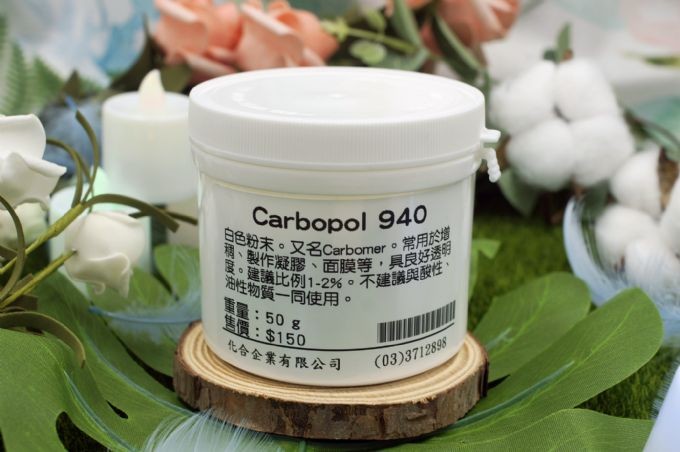 Carbopol 940
白色粉末。又名Carbomer。常用於增
稠、製作凝膠、面膜等，具良好透明
度。建議比例1-2%。不建議與酸性、
油性物質一同使用。
重量：50 g
售價：$150
化合企業有限公司 (03)3712898